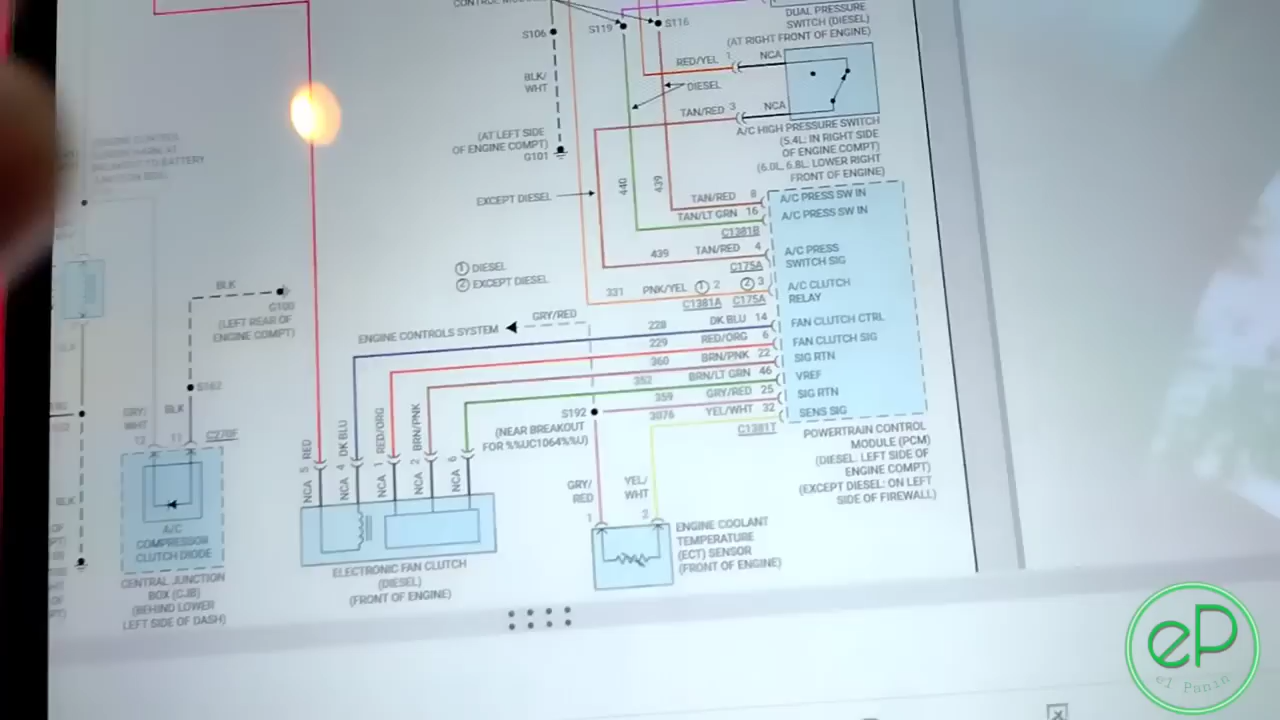 S106
S119
S116
DUAL PRESSURE
SWITCH (DIESEL)
(AT RIGHT FRONT OF ENGINE)
RED/YEL 1
NCA
BLK/
WHT
DIESEL
TAN/RED 3
NCA
A/C HIGH PRESSURE SWITCH
(5.4L: IN RIGHT SIDE
OF ENGINE COMPT)
(6.0L, 6.8L: LOWER RIGHT
FRONT OF ENGINE)
(AT LEFT SIDE
OF ENGINE COMPT)
G101
440
439
EXCEPT DIESEL
TAN/RED 8
A/C PRESS SW IN
TAN/LT GRN 16
A/C PRESS SW IN
C1381B
439
TAN/RED 4
A/C PRESS
SWITCH SIG
C175A
1 DIESEL
2 EXCEPT DIESEL
331
PNK/YEL 1 2
2 3
A/C CLUTCH
RELAY
C1381A
C175A
BLK
G100
(LEFT REAR OF
ENGINE COMPT)
GRY/RED
ENGINE CONTROLS SYSTEM
228
DK BLU 14
FAN CLUTCH CTRL
229
RED/ORG 6
FAN CLUTCH SIG
360
BRN/PNK 22
SIG RTN
352
BRN/LT GRN 46
VREF
359
GRY/RED 25
SIG RTN
3076
YEL/WHT 32
SENS SIG
C1381T
S162
S192
(NEAR BREAKOUT
FOR %%UC1064%%U)
POWERTRAIN CONTROL
MODULE (PCM)
(DIESEL: LEFT SIDE OF
ENGINE COMPT)
(EXCEPT DIESEL: ON LEFT
SIDE OF FIREWALL)
GRY/
WHT
BLK
12
11
C270F
NCA 5 RED
NCA 4 DK BLU
NCA 1 RED/ORG
NCA 2 BRN/PNK
NCA 6
GRY/
RED
YEL/
WHT
1
2
BLK
A/C
COMPRESSOR
CLUTCH DIODE
CENTRAL JUNCTION
BOX (CJB)
(BEHIND LOWER
LEFT SIDE OF DASH)
ELECTRONIC FAN CLUTCH
(DIESEL)
(FRONT OF ENGINE)
ENGINE COOLANT
TEMPERATURE
(ECT) SENSOR
(FRONT OF ENGINE)
eP
el Panin